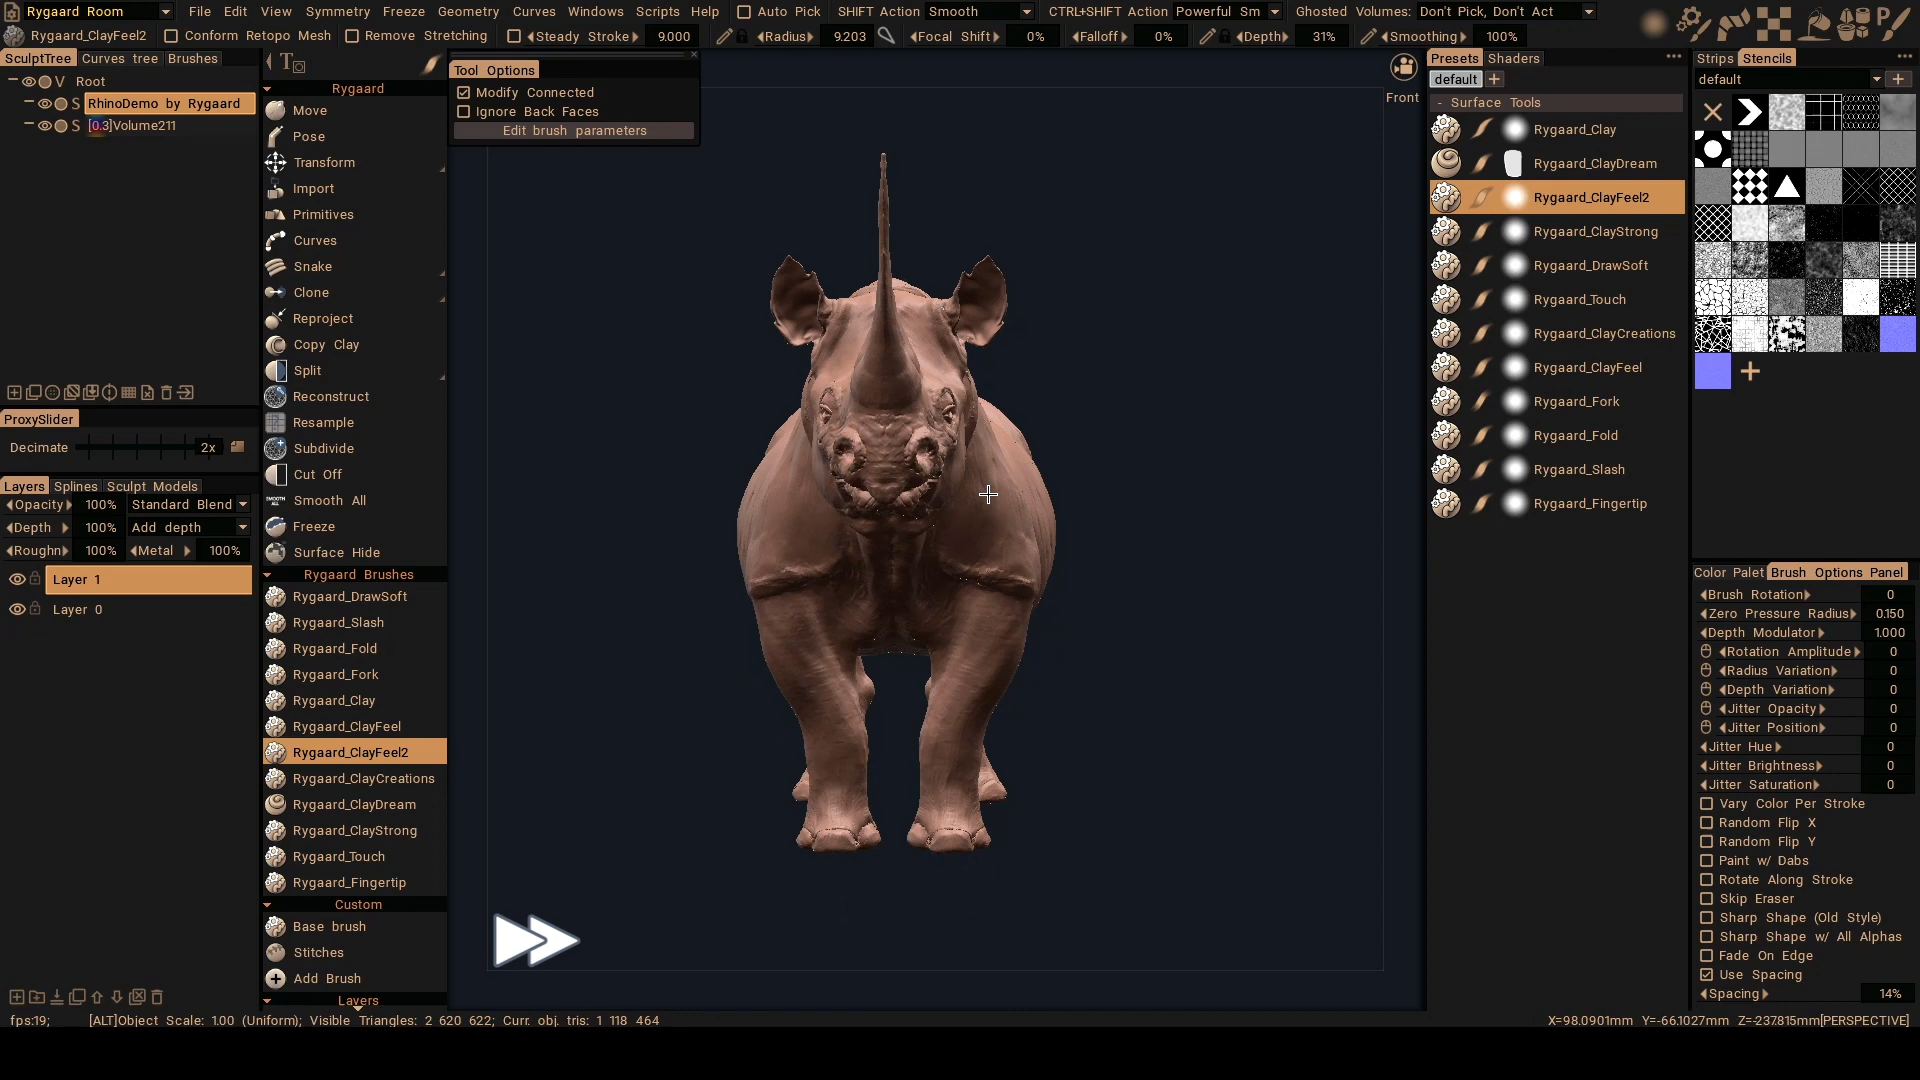 Rygaard Room File Edit View Symmetry Freeze Geometry Curves Windows Scripts Help Auto Pick SHIFT Action Smooth CTRL+SHIFT Action Powerful Sm Ghosted Volumes: Don't Pick, Don't Act
Rygaard_ClayFeel2 Conform Retopo Mesh Remove Stretching Steady Stroke 9.000 Radius 9.203 Focal Shift 0% Falloff 0% Depth 31% Smoothing 100%
SculptTree Curves tree Brushes
V Root
S RhinoDemo by Rygaard
S [0.3]Volume211
ProxySlider
Decimate 2x
Layers Splines Sculpt Models
Opacity 100% Standard Blend
Depth 100% Add depth
Roughn 100% Metal 100%
Layer 1
Layer 0
Rygaard
Move
Pose
Transform
Import
Primitives
Curves
Snake
Clone
Reproject
Copy Clay
Split
Reconstruct
Resample
Subdivide
Cut Off
SMOOTH Smooth All
Freeze
Surface Hide
Rygaard Brushes
Rygaard_DrawSoft
Rygaard_Slash
Rygaard_Fold
Rygaard_Fork
Rygaard_Clay
Rygaard_ClayFeel
Rygaard_ClayFeel2
Rygaard_ClayCreations
Rygaard_ClayDream
Rygaard_ClayStrong
Rygaard_Touch
Rygaard_Fingertip
Custom
Base brush
Stitches
Add Brush
Layers
Tool Options
Modify Connected
Ignore Back Faces
Edit brush parameters
Front
Presets Shaders
default
- Surface Tools
Rygaard_Clay
Rygaard_ClayDream
Rygaard_ClayFeel2
Rygaard_ClayStrong
Rygaard_DrawSoft
Rygaard_Touch
Rygaard_ClayCreations
Rygaard_ClayFeel
Rygaard_Fork
Rygaard_Fold
Rygaard_Slash
Rygaard_Fingertip
Strips Stencils
default
Color Palet Brush Options Panel
Brush Rotation 0
Zero Pressure Radius 0.150
Depth Modulator 1.000
Rotation Amplitude 0
Radius Variation 0
Depth Variation 0
Jitter Opacity 0
Jitter Position 0
Jitter Hue 0
Jitter Brightness 0
Jitter Saturation 0
Vary Color Per Stroke
Random Flip X
Random Flip Y
Paint w/ Dabs
Rotate Along Stroke
Skip Eraser
Sharp Shape (Old Style)
Sharp Shape w/ All Alphas
Fade On Edge
Use Spacing
Spacing 14%
fps:19; [ALT]Object Scale: 1.00 (Uniform); Visible Triangles: 2 620 622; Curr. obj. tris: 1 118 464 X=98.0901mm Y=-66.1027mm Z=-237.815mm[PERSPECTIVE]